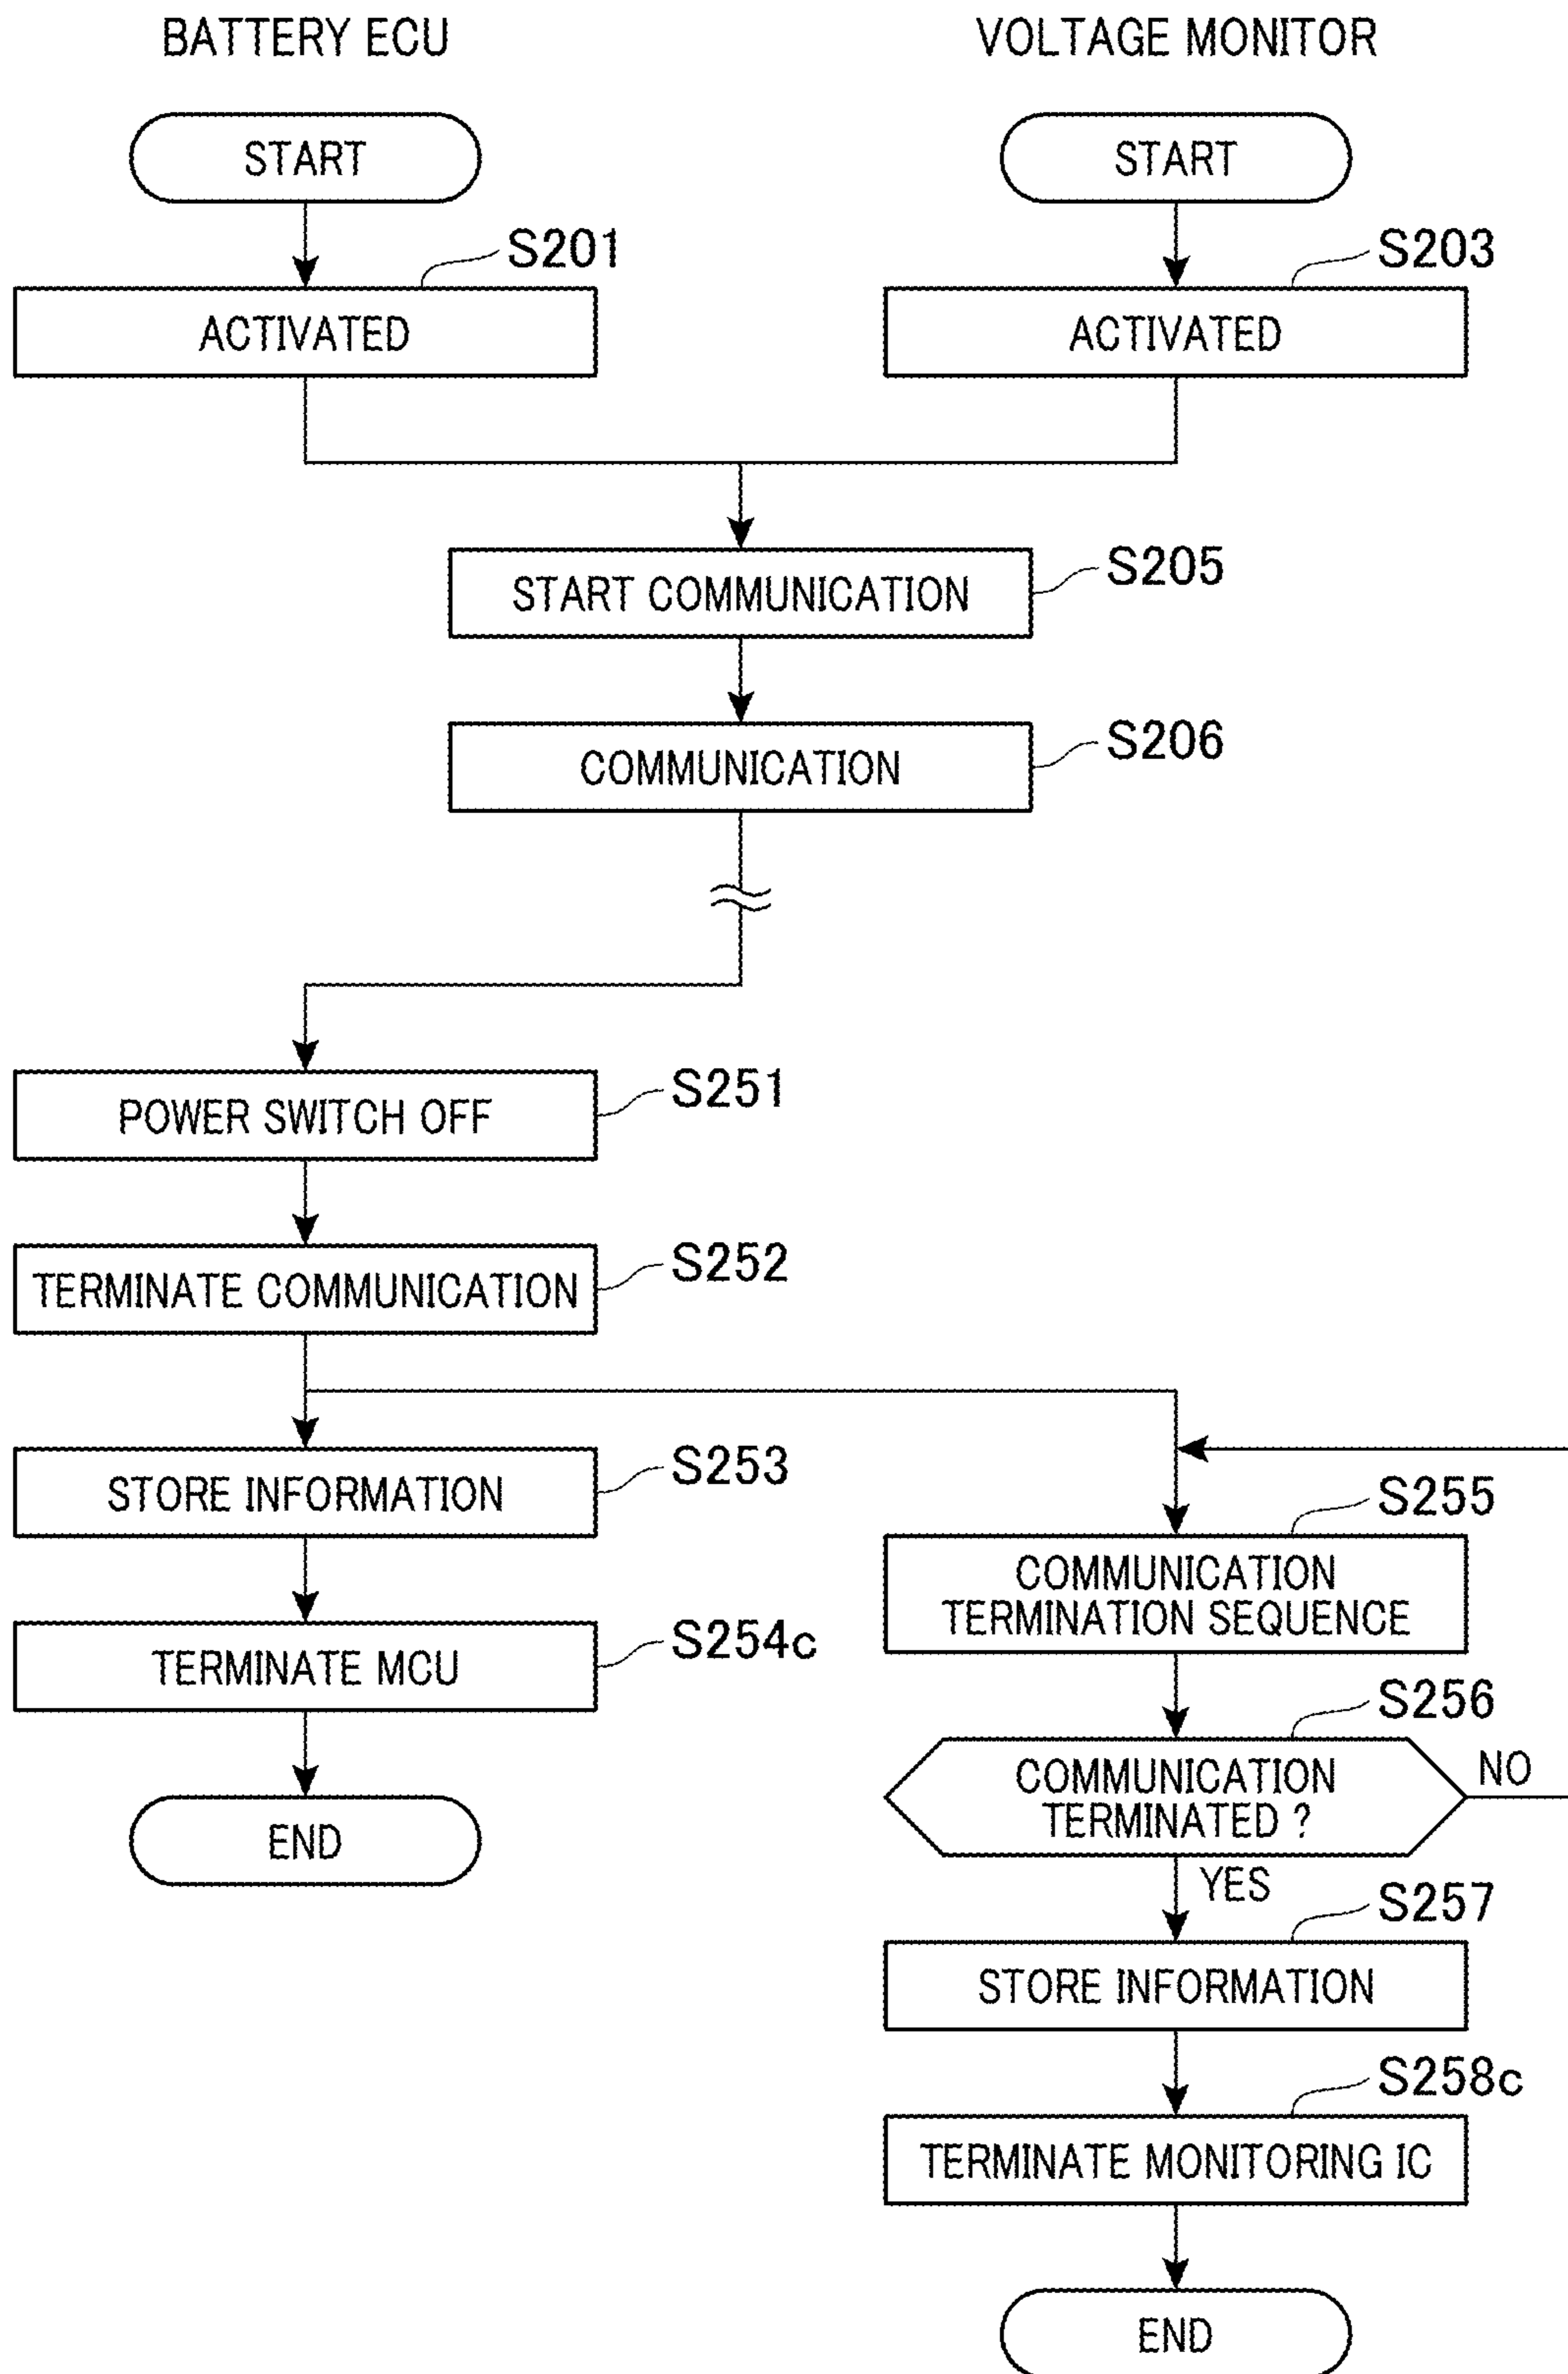 BATTERY ECU
VOLTAGE MONITOR
START
START
S201
S203
ACTIVATED
ACTIVATED
START COMMUNICATION
S205
COMMUNICATION
S206
POWER SWITCH OFF
S251
TERMINATE COMMUNICATION
S252
STORE INFORMATION
S253
TERMINATE MCU
S254c
END
S255
COMMUNICATION
TERMINATION SEQUENCE
S256
COMMUNICATION
TERMINATED ?
NO
YES
S257
STORE INFORMATION
S258c
TERMINATE MONITORING IC
END